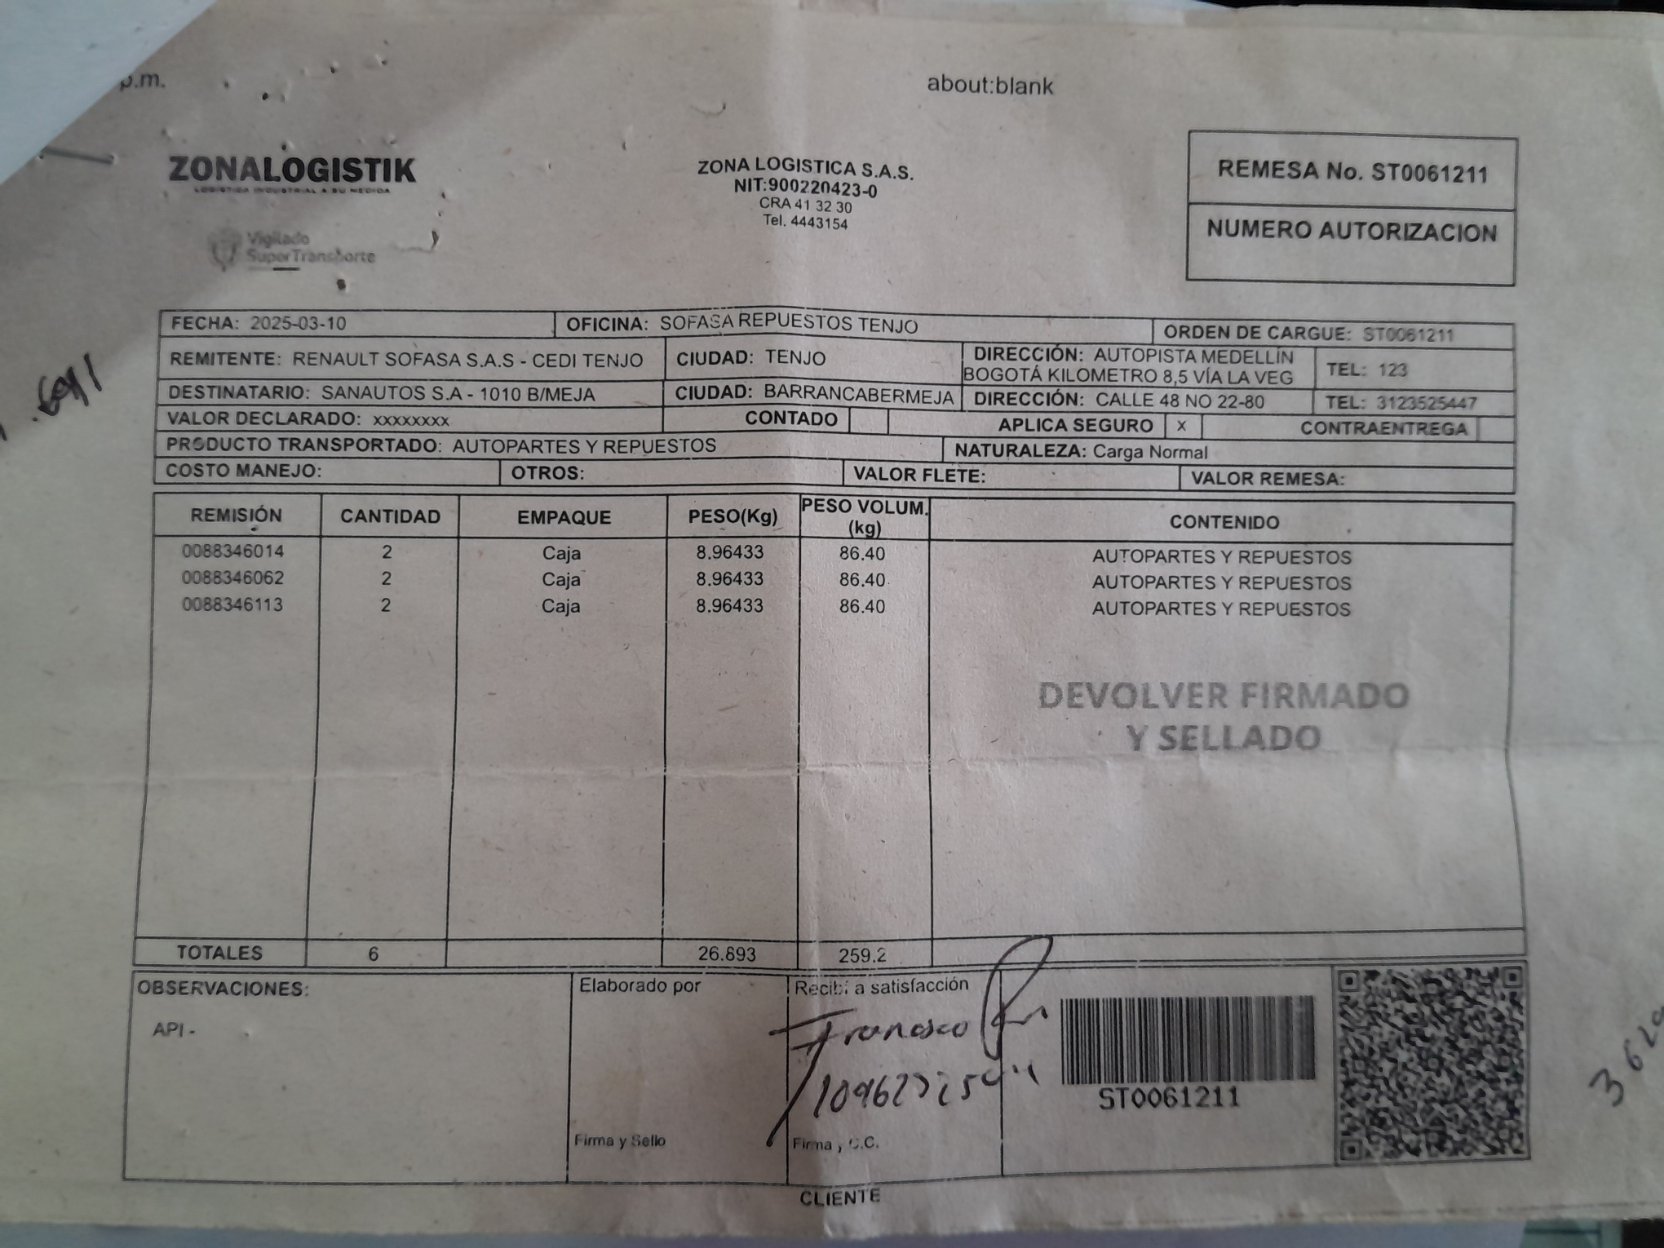 p.m.
about:blank
ZONALOGISTIK
LOGISTICA INDUSTRIAL A SU MEDIDA
Vigilado
SuperTransporte
ZONA LOGISTICA S.A.S.
NIT:900220423-0
CRA 41 32 30
Tel. 4443154
REMESA No. ST0061211
NUMERO AUTORIZACION
FECHA: 2025-03-10 OFICINA: SOFASA REPUESTOS TENJO ORDEN DE CARGUE: ST0061211
REMITENTE: RENAULT SOFASA S.A.S - CEDI TENJO CIUDAD: TENJO DIRECCIÓN: AUTOPISTA MEDELLÍN BOGOTÁ KILOMETRO 8,5 VÍA LA VEG TEL: 123
DESTINATARIO: SANAUTOS S.A - 1010 B/MEJA CIUDAD: BARRANCABERMEJA DIRECCIÓN: CALLE 48 NO 22-80 TEL: 3123525447
VALOR DECLARADO: xxxxxxxx CONTADO APLICA SEGURO x CONTRAENTREGA
PRODUCTO TRANSPORTADO: AUTOPARTES Y REPUESTOS NATURALEZA: Carga Normal
COSTO MANEJO: OTROS: VALOR FLETE: VALOR REMESA:
REMISIÓN CANTIDAD EMPAQUE PESO(Kg) PESO VOLUM. (kg) CONTENIDO
0088346014 2 Caja 8.96433 86.40 AUTOPARTES Y REPUESTOS
0088346062 2 Caja 8.96433 86.40 AUTOPARTES Y REPUESTOS
0088346113 2 Caja 8.96433 86.40 AUTOPARTES Y REPUESTOS
DEVOLVER FIRMADO
Y SELLADO
TOTALES 6 26.893 259.2
OBSERVACIONES:
API -
Elaborado por
Firma y Sello
Recibí a satisfacción
Francisco
Firma y C.C.
ST0061211
CLIENTE